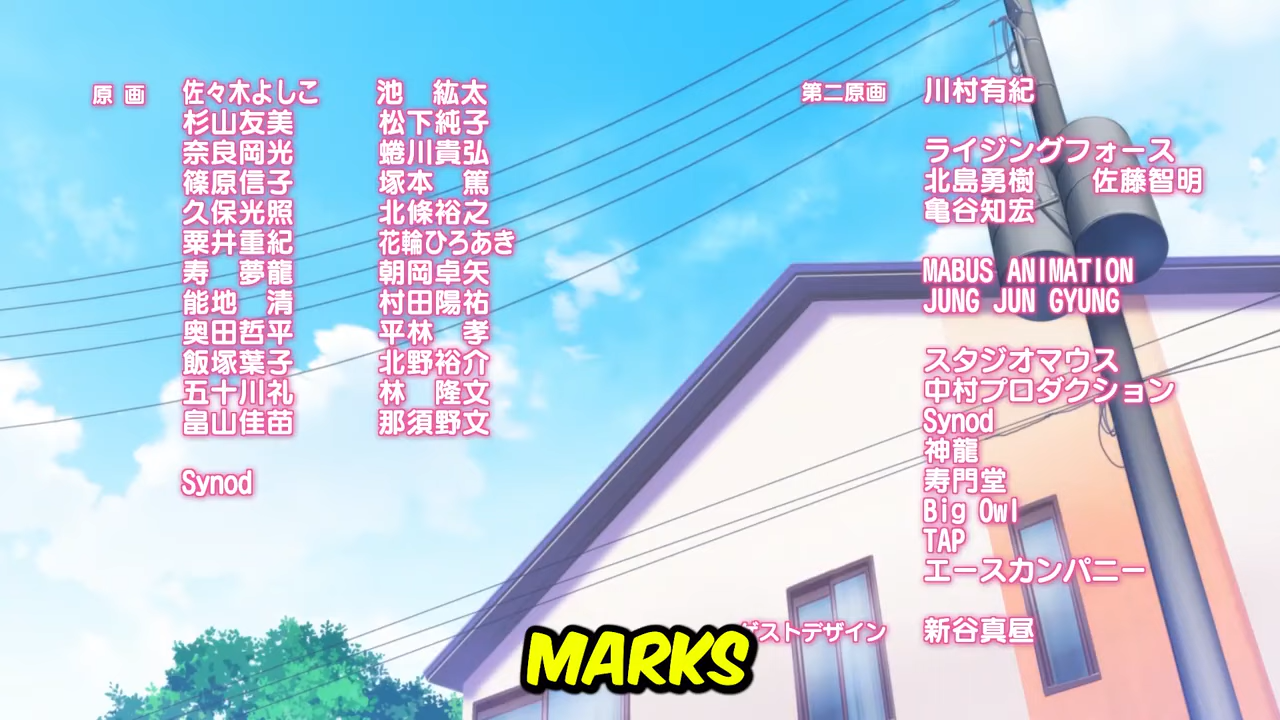 原画 佐々木よしこ 池 紘太
杉山友美 松下純子
奈良岡光 蜷川貴弘
篠原信子 塚本 篤
久保光照 北條裕之
粟井重紀 花輪ひろあき
寿 夢龍 朝岡卓矢
能地 清 村田陽祐
奥田哲平 平林 孝
飯塚葉子 北野裕介
五十川礼 林 隆文
畠山佳苗 那須野文
Synod
第二原画 川村有紀
ライジングフォース
北島勇樹 佐藤智明
亀谷知宏
MABUS ANIMATION
JUNG JUN GYUNG
スタジオマウス
中村プロダクション
Synod
神龍
寿門堂
Big Owl
TAP
エースカンパニー
ゲストデザイン 新谷真昼
MARKS